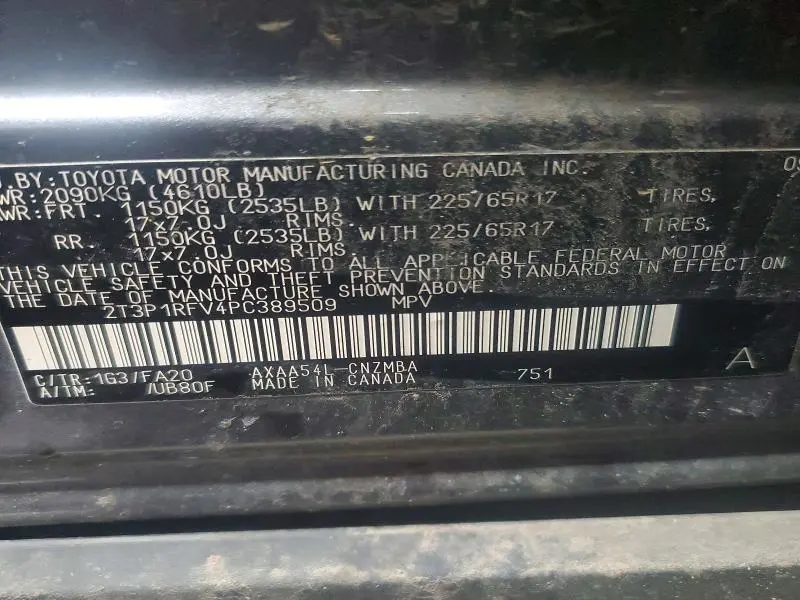 BY: TOYOTA MOTOR MANUFACTURING CANADA INC.
WR: 2090KG (4610LB)
AWR: FRT. 1150KG (2535LB) WITH 225/65R17 TIRES,
17x7.0J RIMS
RR. 1150KG (2535LB) WITH 225/65R17 TIRES,
17x7.0J RIMS
THIS VEHICLE CONFORMS TO ALL APPLICABLE FEDERAL MOTOR
VEHICLE SAFETY AND THEFT PREVENTION STANDARDS IN EFFECT ON
THE DATE OF MANUFACTURE SHOWN ABOVE.
2T3P1RFV4PC389509 MPV
C/TR: 1G3/FA20 AXAA54L-CNZMBA 751 A
A/TM: /UB80F MADE IN CANADA